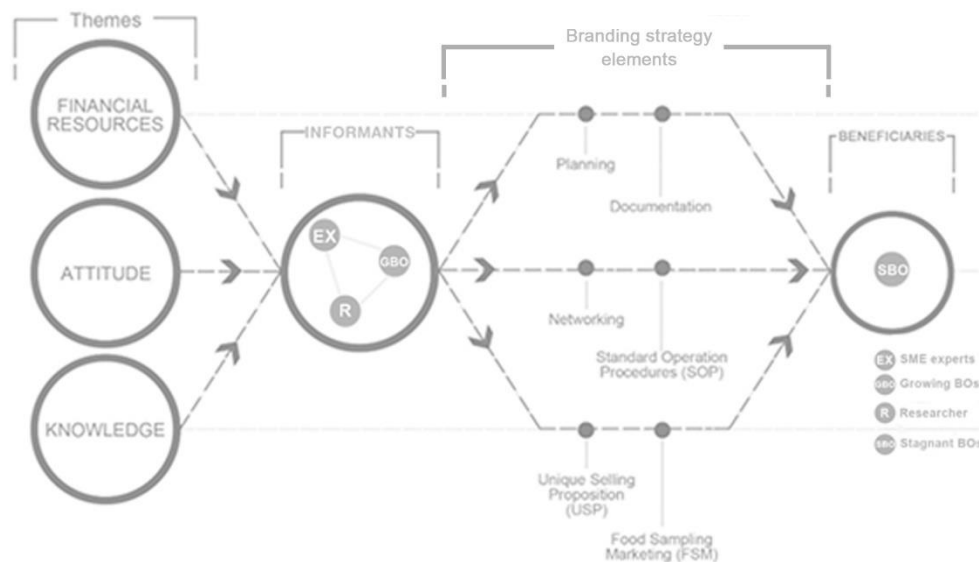 Themes
Branding strategy
elements
FINANCIAL
RESOURCES
INFORMANTS
BENEFICIARIES
Planning
Documentation
EX
GBO
R
ATTITUDE
SBO
Networking
Standard Operation
Procedures (SOP)
EX SME experts
GBO Growing BOs
R Researcher
SBO Stagnant BOs
KNOWLEDGE
Unique Selling
Proposition
(USP)
Food Sampling
Marketing (FSM)